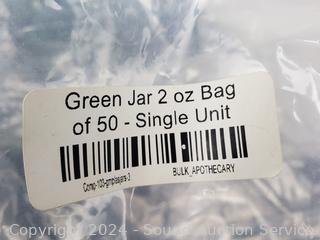 Green Jar 2 oz Bag
of 50 - Single Unit
BULK_APOTHECARY
Copyright © 2024 - South Auction Service